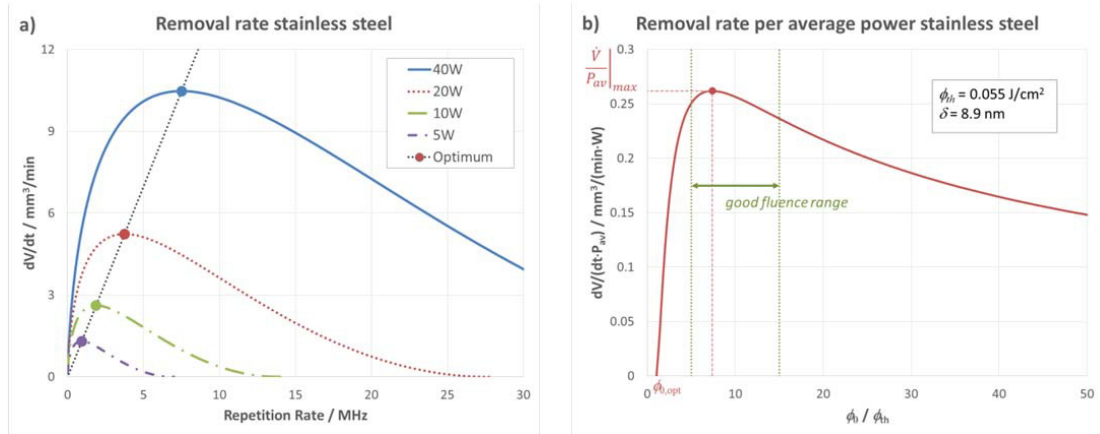 a) Removal rate stainless steel
12
9
6
3
0
dV/dt / mm³/min
40W
20W
10W
5W
Optimum
0 5 10 15 20 25 30
Repetition Rate / MHz
b) Removal rate per average power stainless steel
V̇/P_av|max
0.3
0.25
0.2
0.15
0.1
0.05
0
dV/(dt·P_av) / mm³/(min·W)
ϕth = 0.055 J/cm²
δ = 8.9 nm
good fluence range
ϕ0,opt
0 10 20 30 40 50
ϕ0 / ϕth